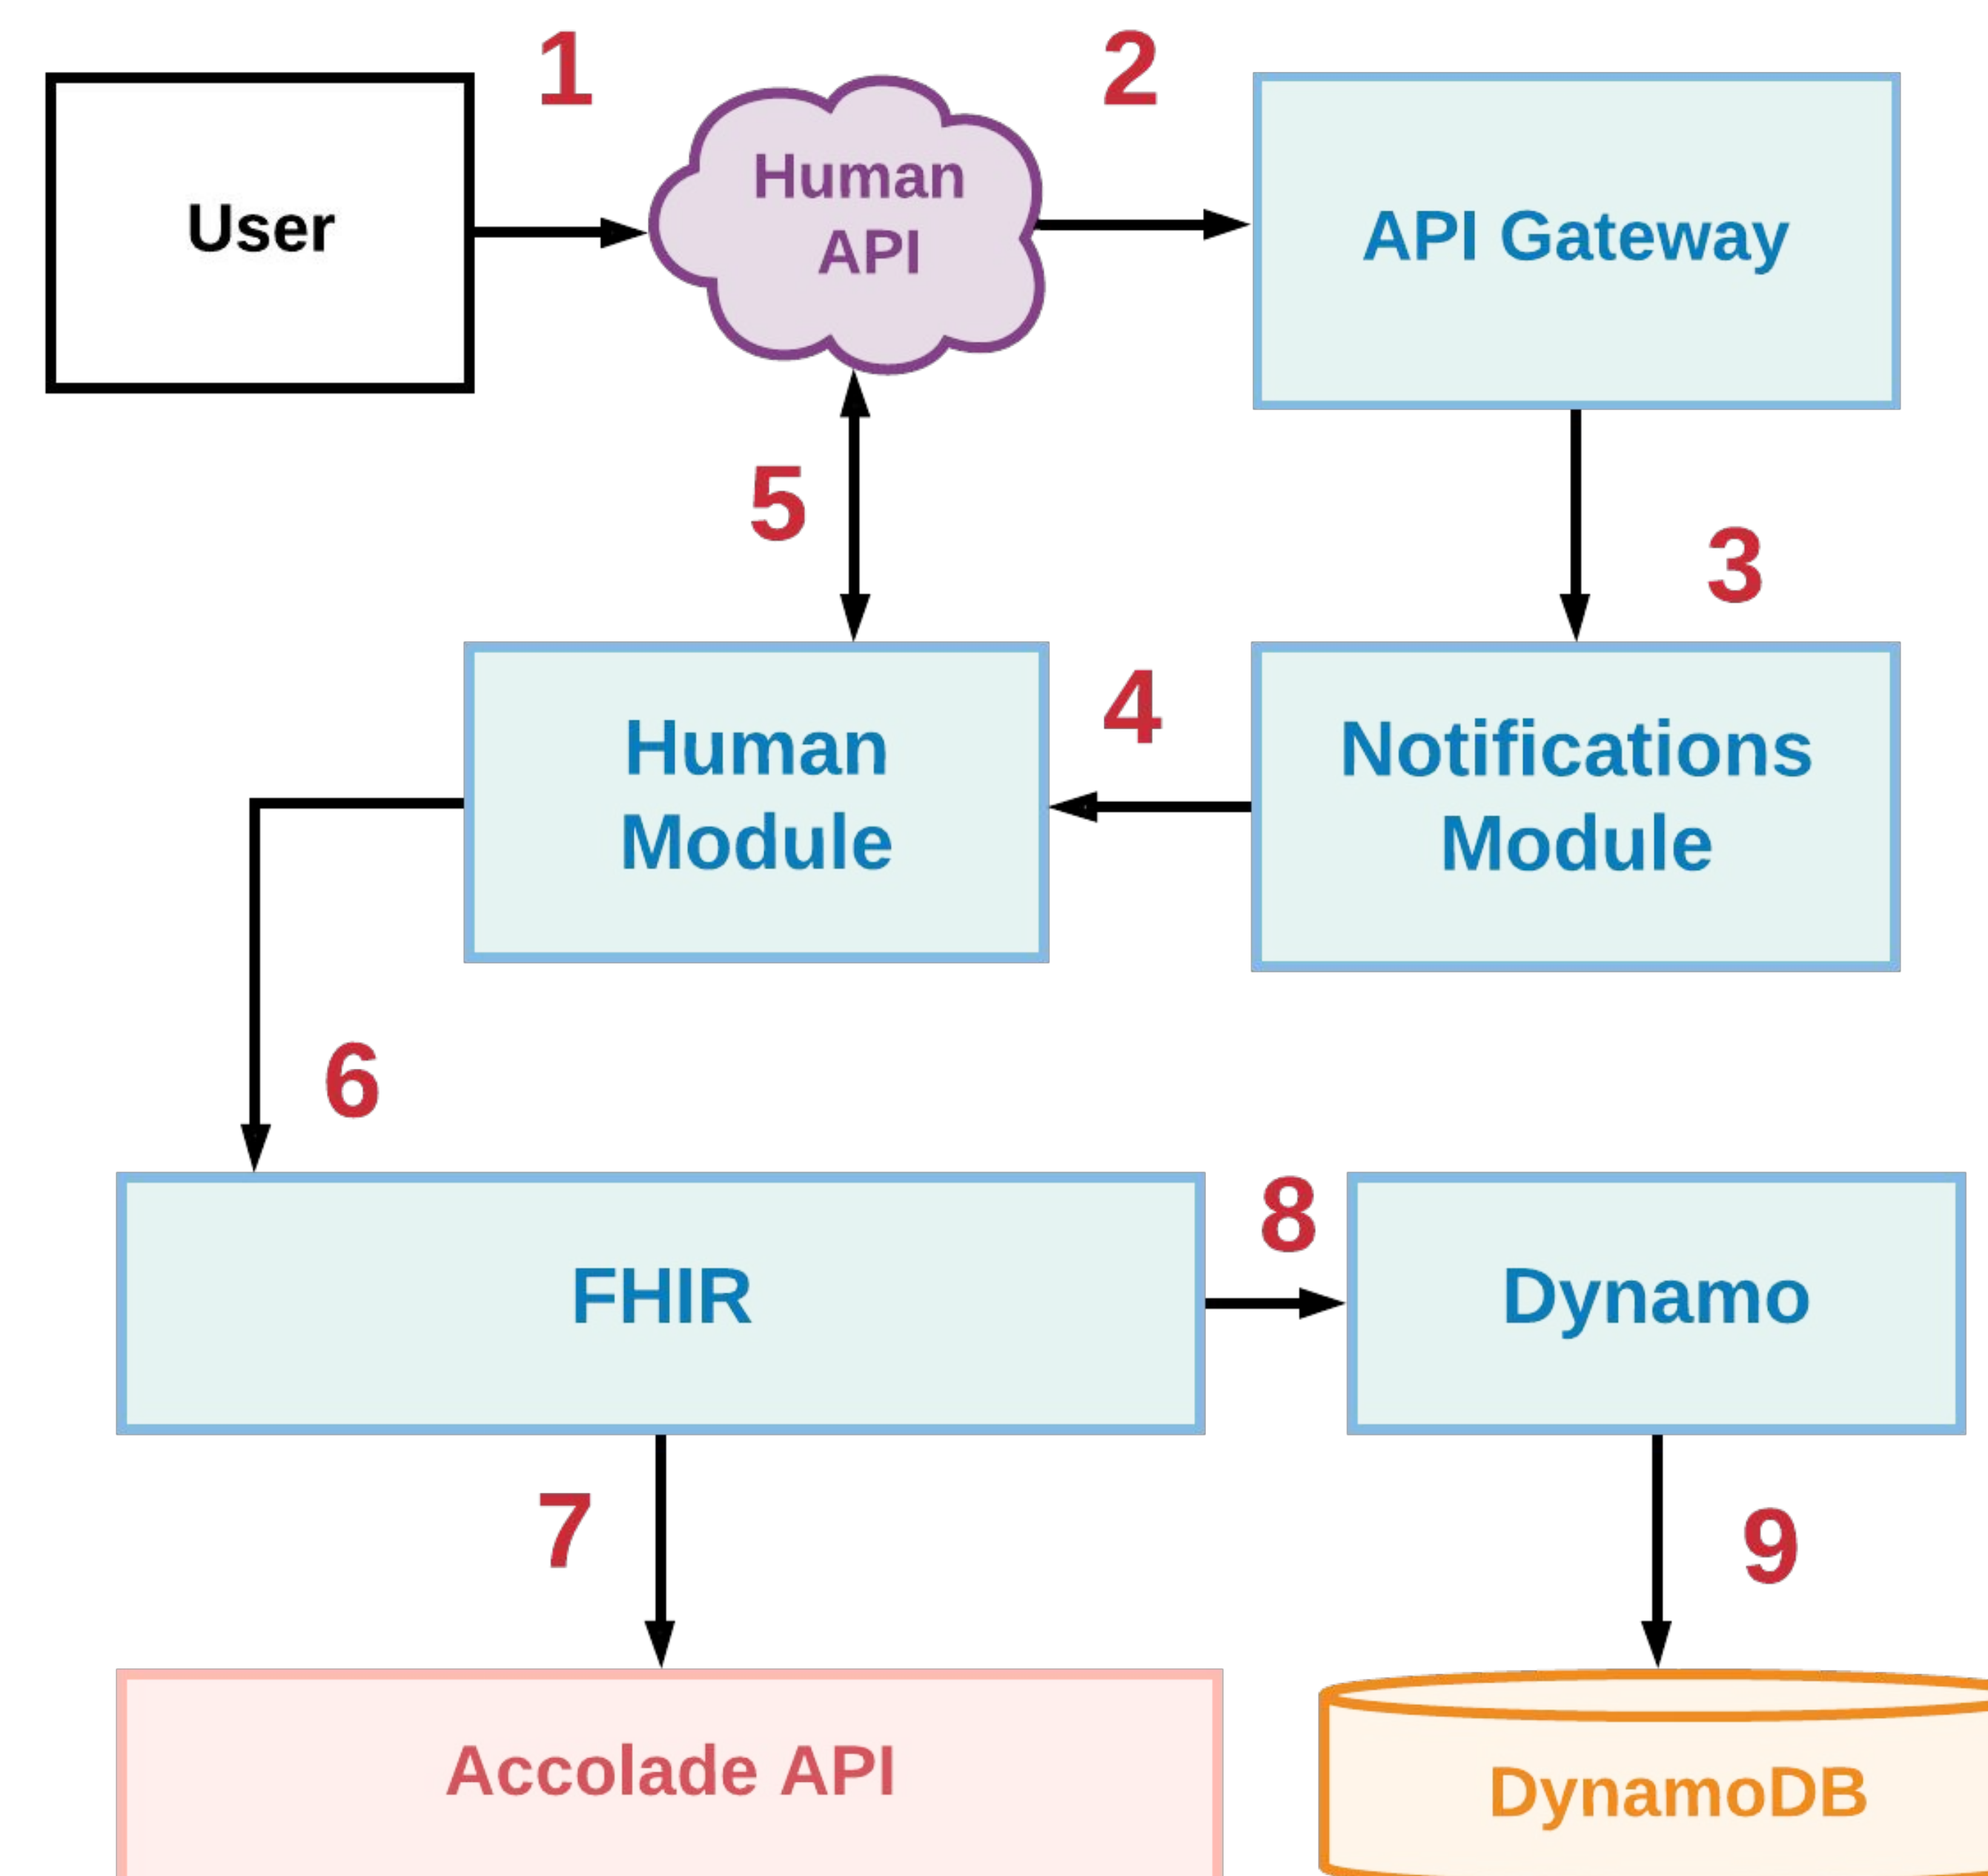 1
2
User
Human
API
API Gateway
5
3
4
Human
Module
Notifications
Module
6
8
FHIR
Dynamo
7
9
Accolade API
DynamoDB